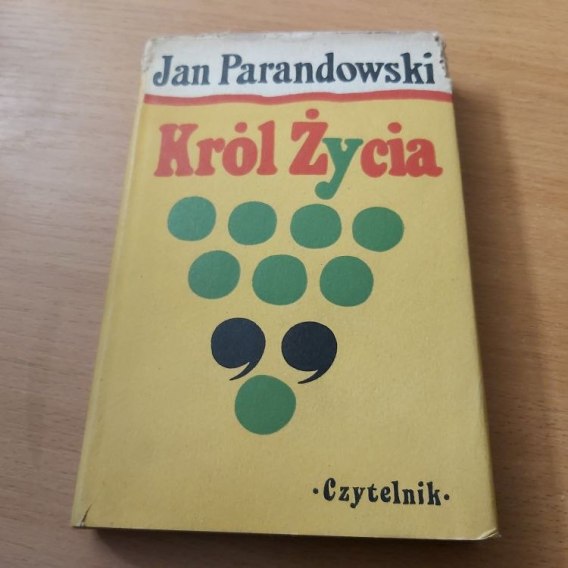 Jan Parandowski
Król Życia
„
·Czytelnik·